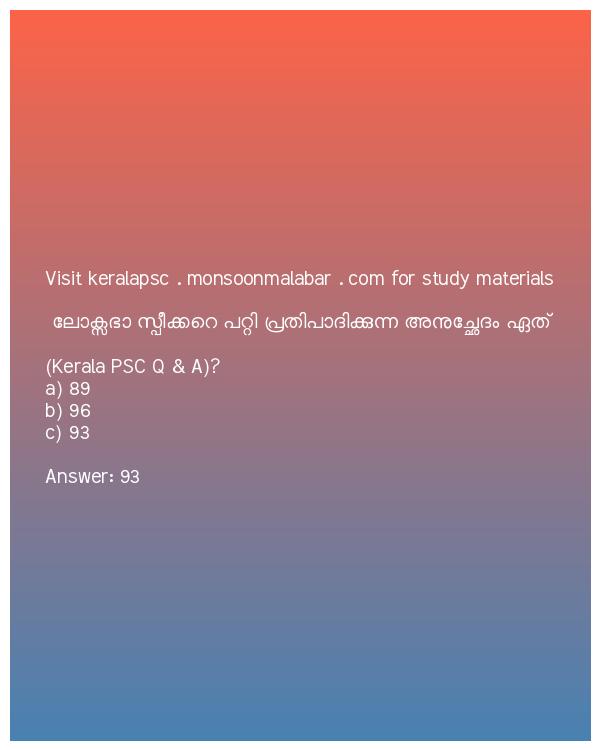 Visit keralapsc . monsoonmalabar . com for study materials
ലോക്സഭാ സ്പീക്കറെ പറ്റി പ്രതിപാദിക്കുന്ന അനുച്ഛേദം ഏത്
(Kerala PSC Q & A)?
a) 89
b) 96
c) 93
Answer: 93